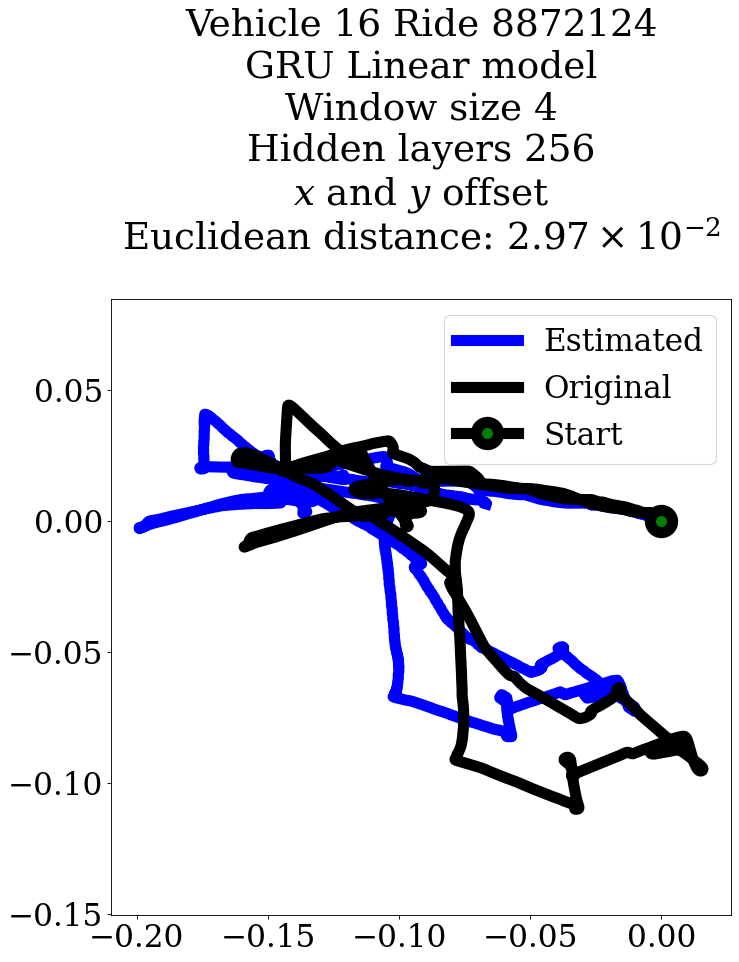 Vehicle 16 Ride 8872124
GRU Linear model
Window size 4
Hidden layers 256
x and y offset
Euclidean distance: 2.97 × 10⁻²
Estimated
Original
Start
0.05
0.00
−0.05
−0.10
−0.15
−0.20 −0.15 −0.10 −0.05 0.00